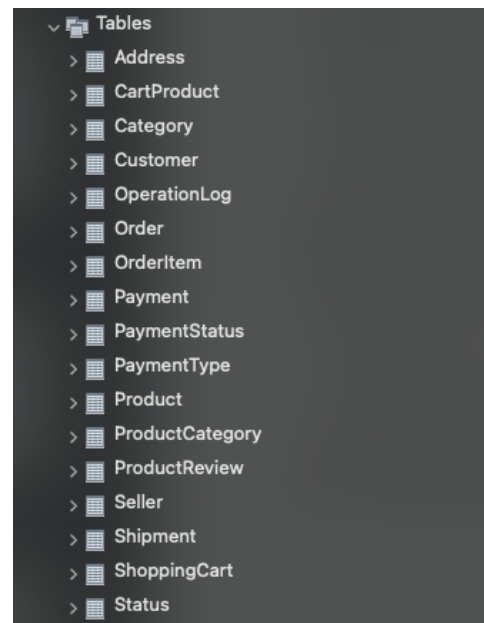 Tables
Address
CartProduct
Category
Customer
OperationLog
Order
OrderItem
Payment
PaymentStatus
PaymentType
Product
ProductCategory
ProductReview
Seller
Shipment
ShoppingCart
Status